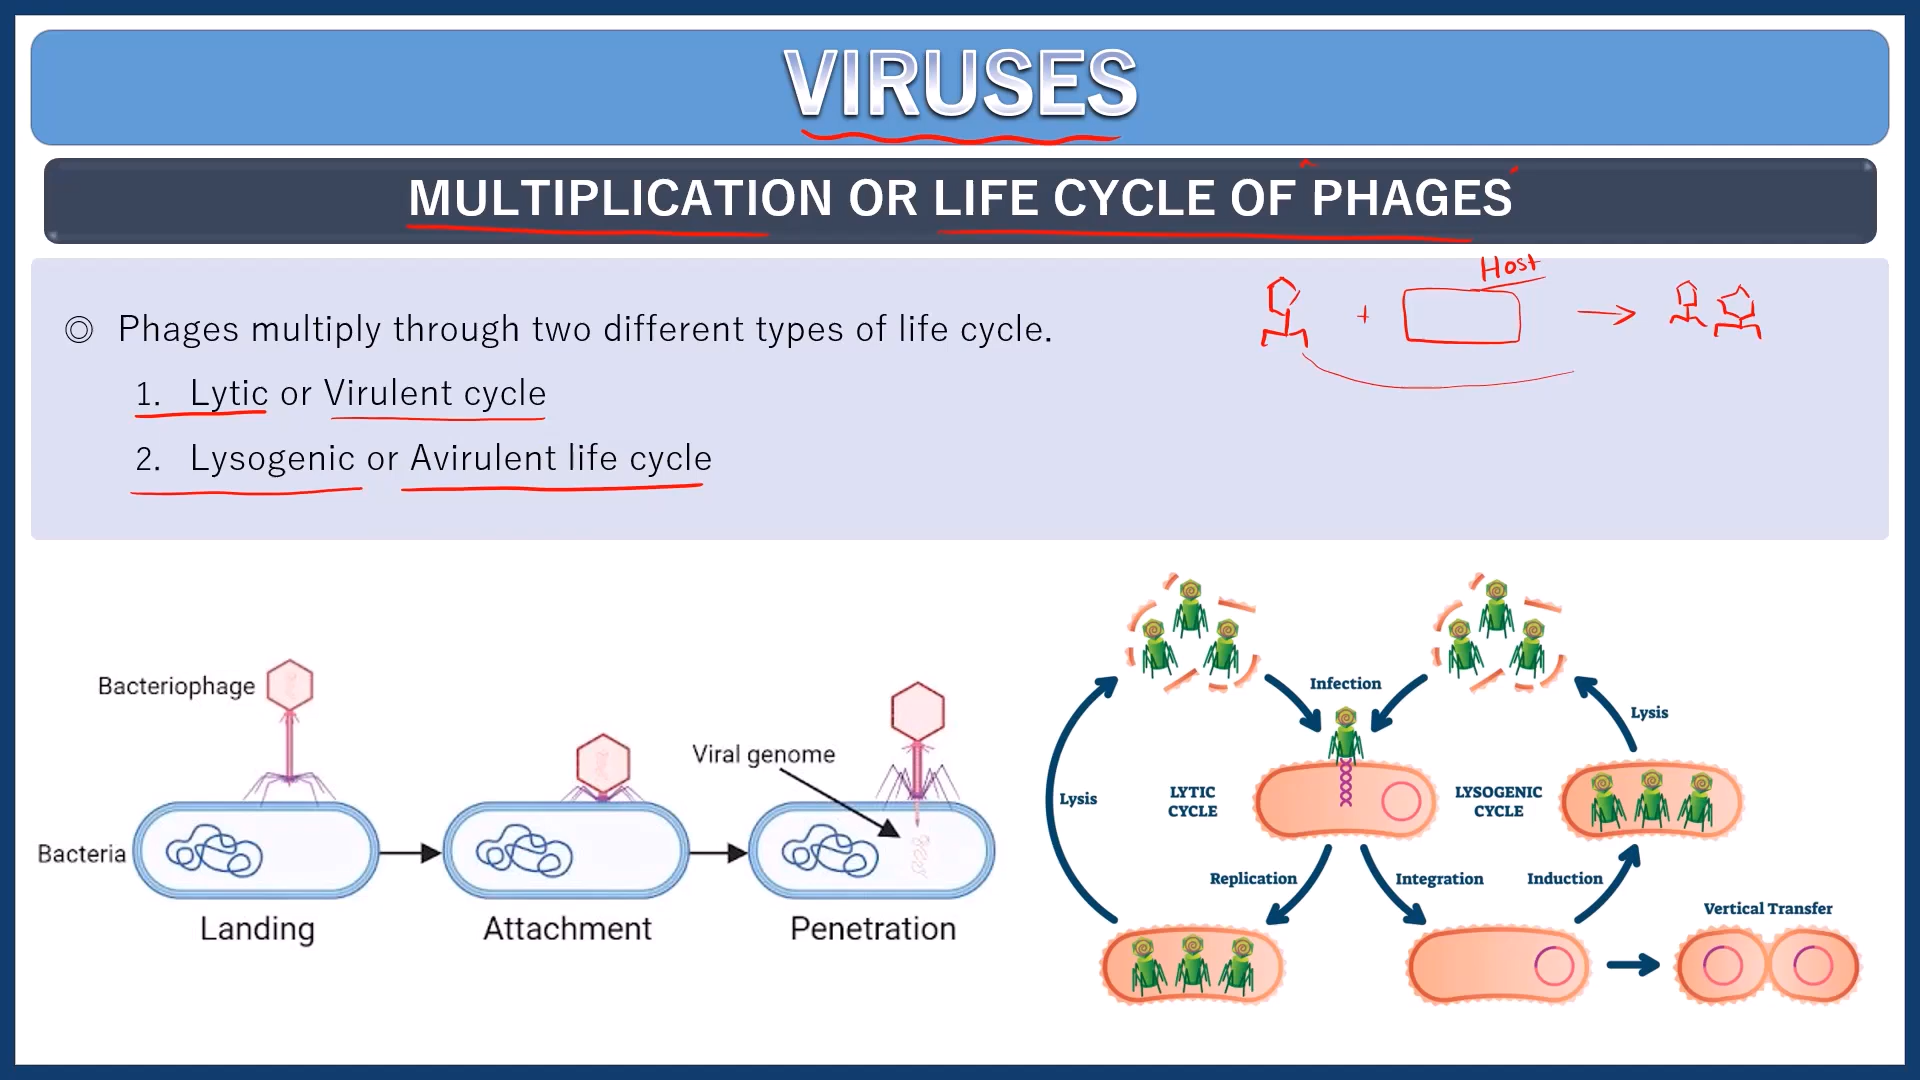 VIRUSES
MULTIPLICATION OR LIFE CYCLE OF PHAGES
Host
+
◎ Phages multiply through two different types of life cycle.
1. Lytic or Virulent cycle
2. Lysogenic or Avirulent life cycle
Bacteriophage
Viral genome
Bacteria
Landing
Attachment
Penetration
Infection
Lysis
Lysis
LYTIC
CYCLE
LYSOGENIC
CYCLE
Replication
Integration
Induction
Vertical Transfer